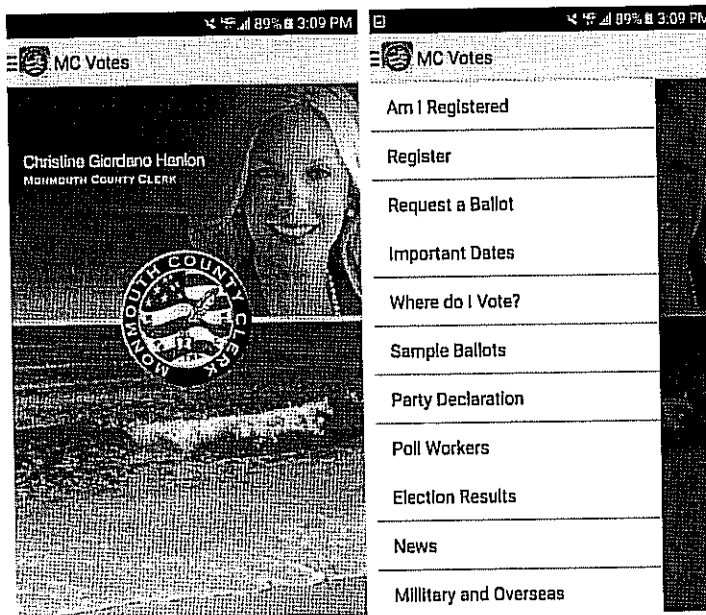 89% 3:09 PM
MC Votes
Christine Giordano Hanlon
MONMOUTH COUNTY CLERK
MONMOUTH COUNTY CLERK
89% 3:09 PM
MC Votes
Am I Registered
Register
Request a Ballot
Important Dates
Where do I Vote?
Sample Ballots
Party Declaration
Poll Workers
Election Results
News
Millitary and Overseas